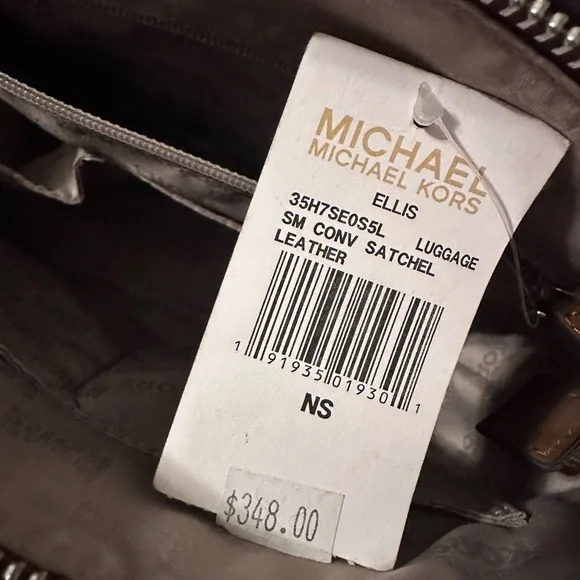 MICHAEL
MICHAEL KORS
ELLIS
35H7SE0S5L LUGGAGE
SM CONV SATCHEL
LEATHER
1 91935 01930 1
NS
$348.00